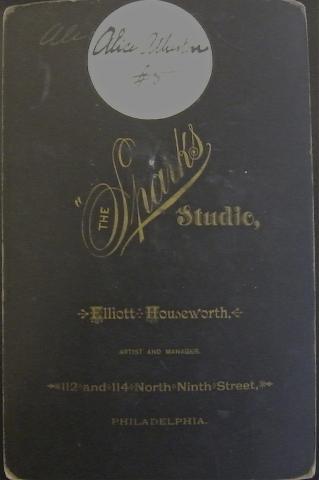 Alice
#5
"THE Sparks
Studio,
Elliott Houseworth.
ARTIST AND MANAGER.
112 and 114 North Ninth Street,
PHILADELPHIA.